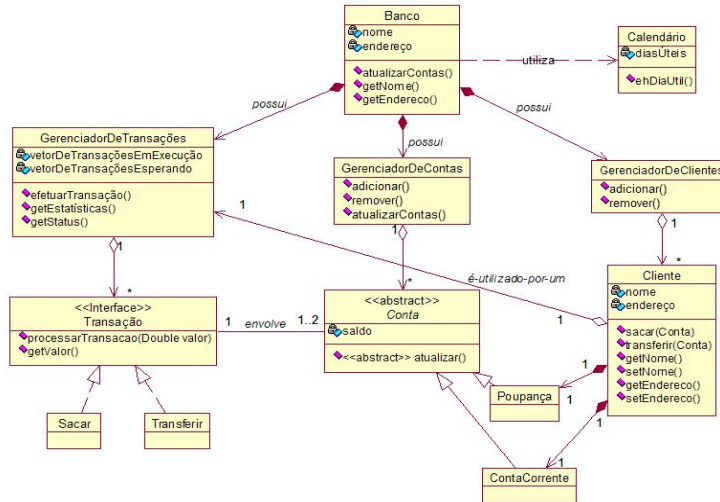 Banco
nome
endereço
atualizarContas()
getNome()
getEndereco()
utiliza
Calendário
diasÚteis
ehDiaUtil()
possui
possui
possui
GerenciadorDeTransações
vetorDeTransaçõesEmExecução
vetorDeTransaçõesEsperando
efetuarTransação()
getEstatísticas()
getStatus()
GerenciadorDeContas
adicionar()
remover()
atualizarContas()
GerenciadorDeClientes
adicionar()
remover()
1
1
1
1
*
*
*
é-utilizado-por-um
1
<<Interface>>
Transação
processarTransacao(Double valor)
getValor()
1
envolve
1..2
<<abstract>>
Conta
saldo
<<abstract>> atualizar()
Cliente
nome
endereço
sacar(Conta)
transferir(Conta)
getNome()
setNome()
getEndereco()
setEndereco()
1
1
1
1
Poupança
Sacar
Transferir
ContaCorrente